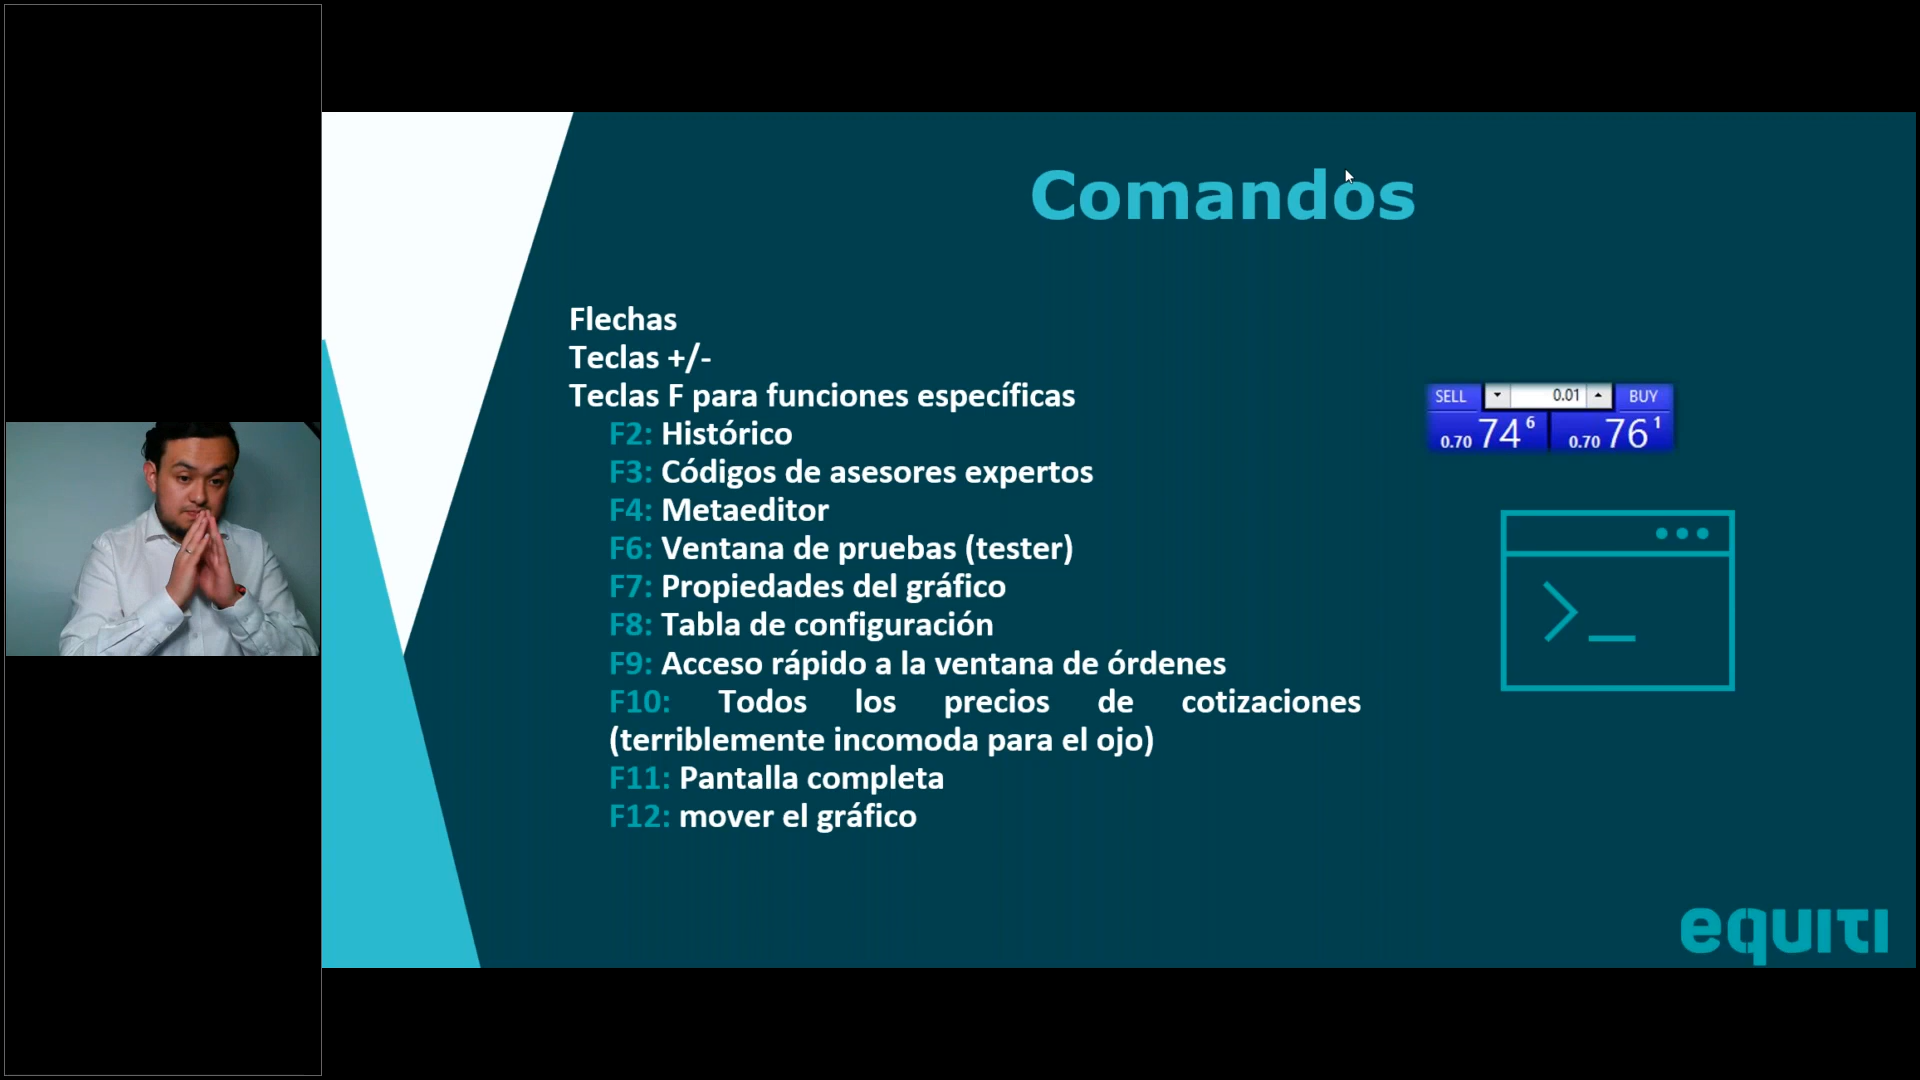 Comandos
Flechas
Teclas +/-
Teclas F para funciones específicas
F2: Histórico
F3: Códigos de asesores expertos
F4: Metaeditor
F6: Ventana de pruebas (tester)
F7: Propiedades del gráfico
F8: Tabla de configuración
F9: Acceso rápido a la ventana de órdenes
F10: Todos los precios de cotizaciones
(terriblemente incomoda para el ojo)
F11: Pantalla completa
F12: mover el gráfico
SELL 0.01 BUY
0.70 74 6 0.70 76 1
>_
equiti